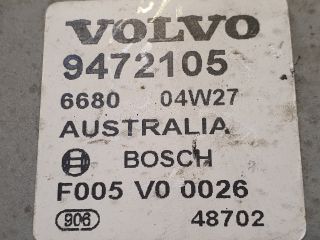 VOLVO
9472105
6680 04W27
AUSTRALIA
BOSCH
F005 V0 0026
906 48702